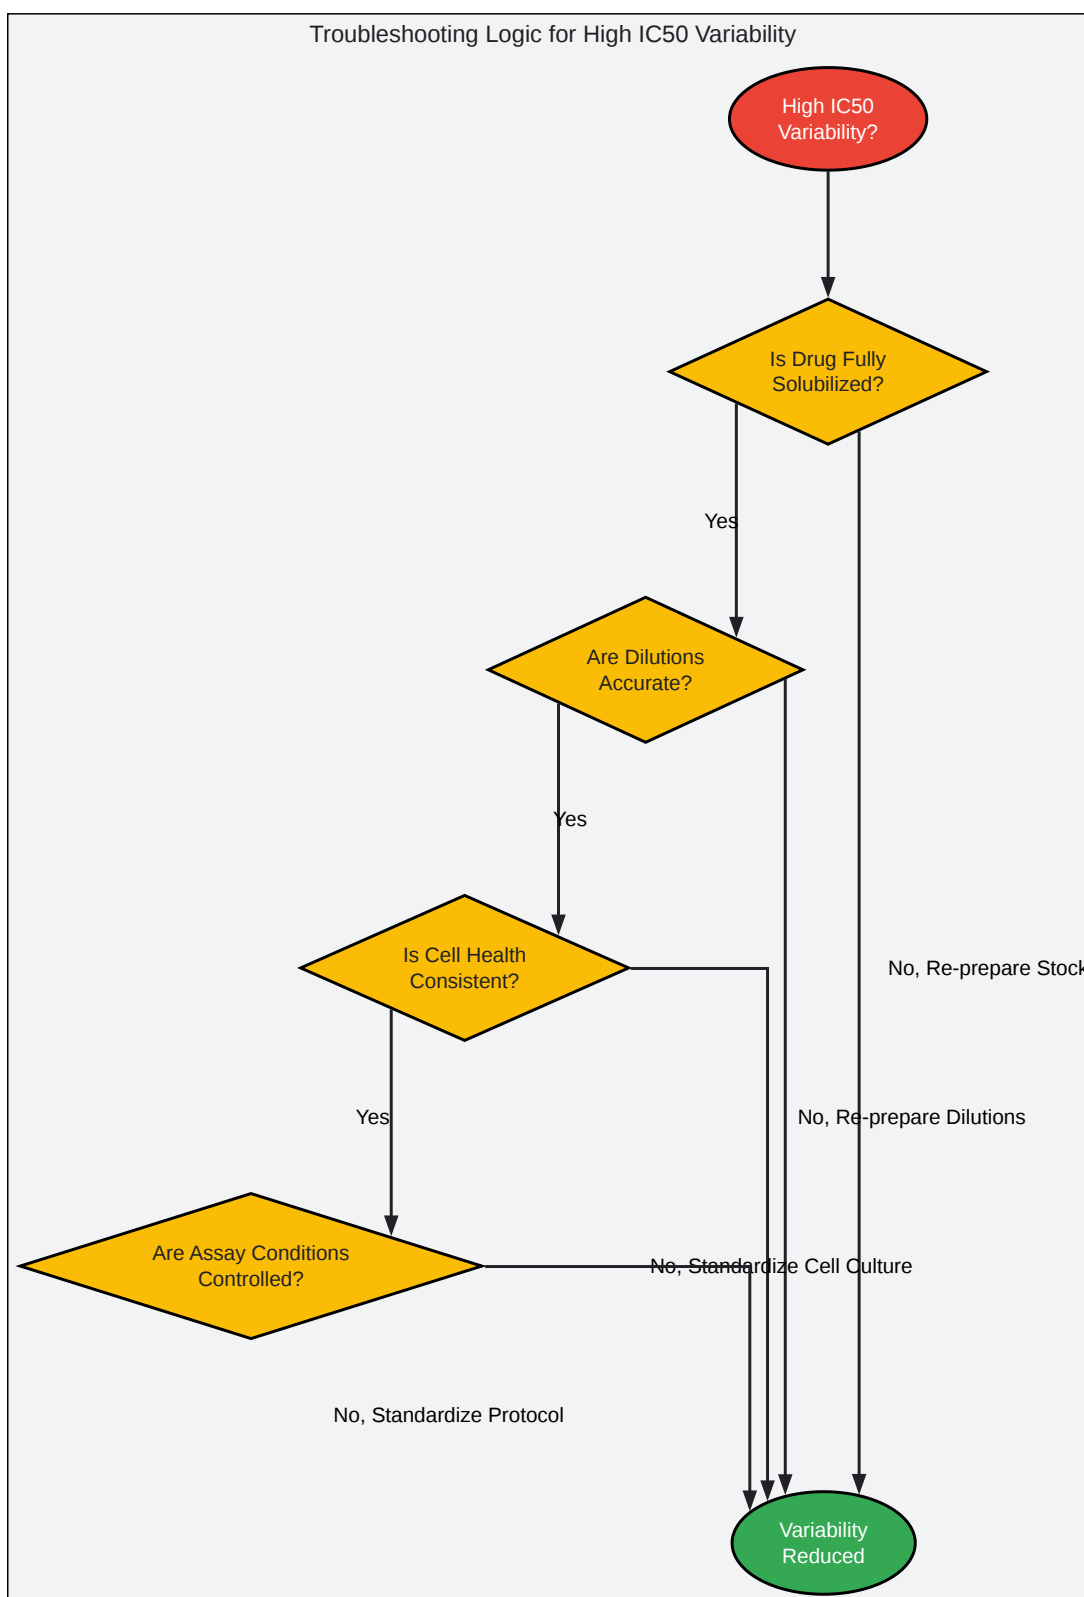 Troubleshooting Logic for High IC50 Variability
High IC50
Variability?
Is Drug Fully
Solubilized?
Yes
Are Dilutions
Accurate?
Yes
Is Cell Health
Consistent?
No, Re-prepare Stock
Yes
No, Re-prepare Dilutions
Are Assay Conditions
Controlled?
No, Standardize Cell Culture
No, Standardize Protocol
Variability
Reduced